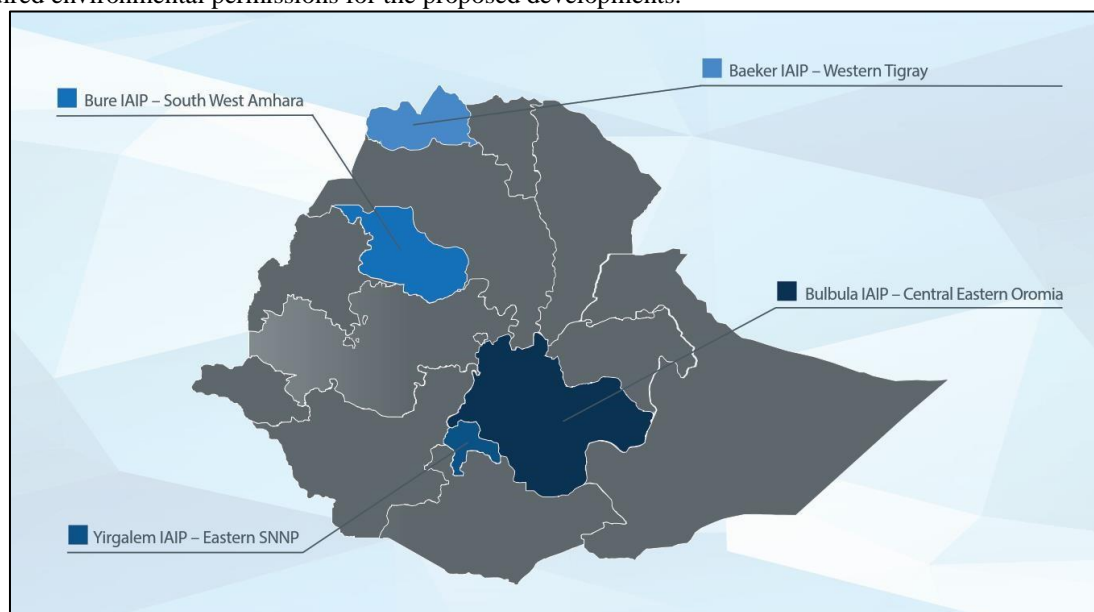 environmental permissions for the proposed developments.
Baeker IAIP – Western Tigray
Bure IAIP – South West Amhara
Bulbula IAIP – Central Eastern Oromia
Yirgalem IAIP – Eastern SNNP